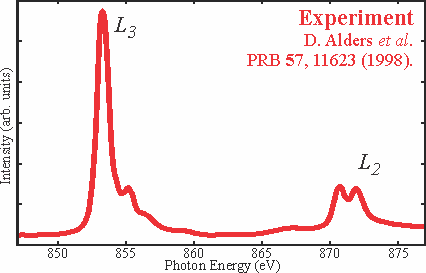 L3
Experiment
D. Alders et al.
PRB 57, 11623 (1998).
Intensity (arb. units)
L2
850 855 860 865 870 875
Photon Energy (eV)